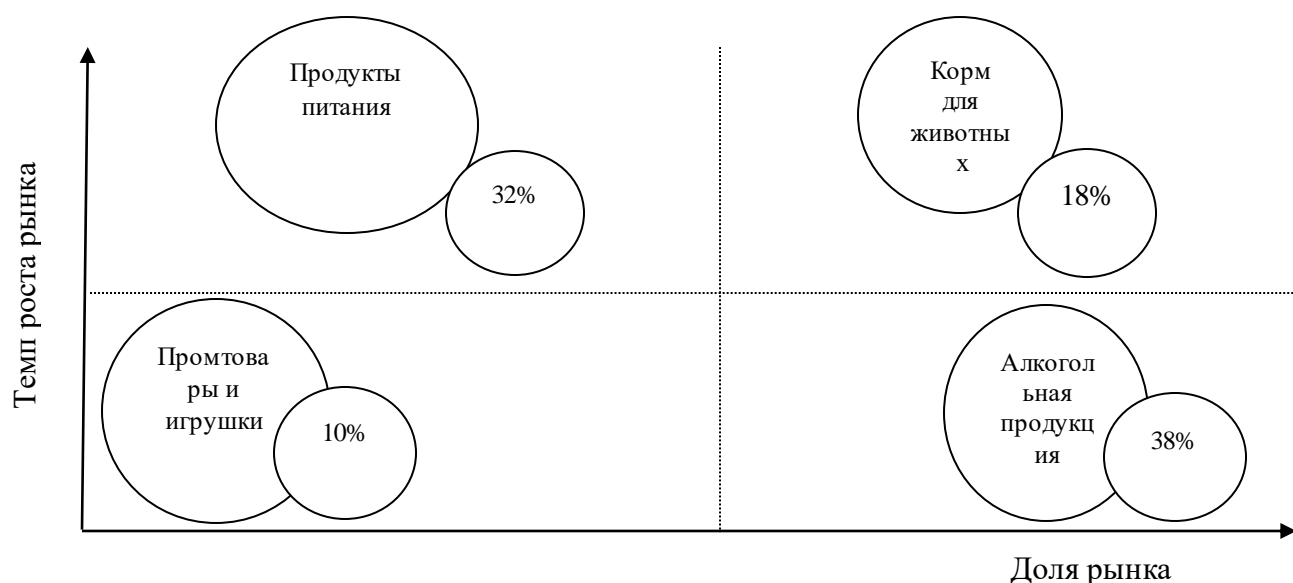 Темп роста рынка
Продукты
питания
32%
Корм
для
животны
х
18%
Промтова
ры и
игрушки
10%
Алкогол
ьная
продукц
ия
38%
Доля рынка